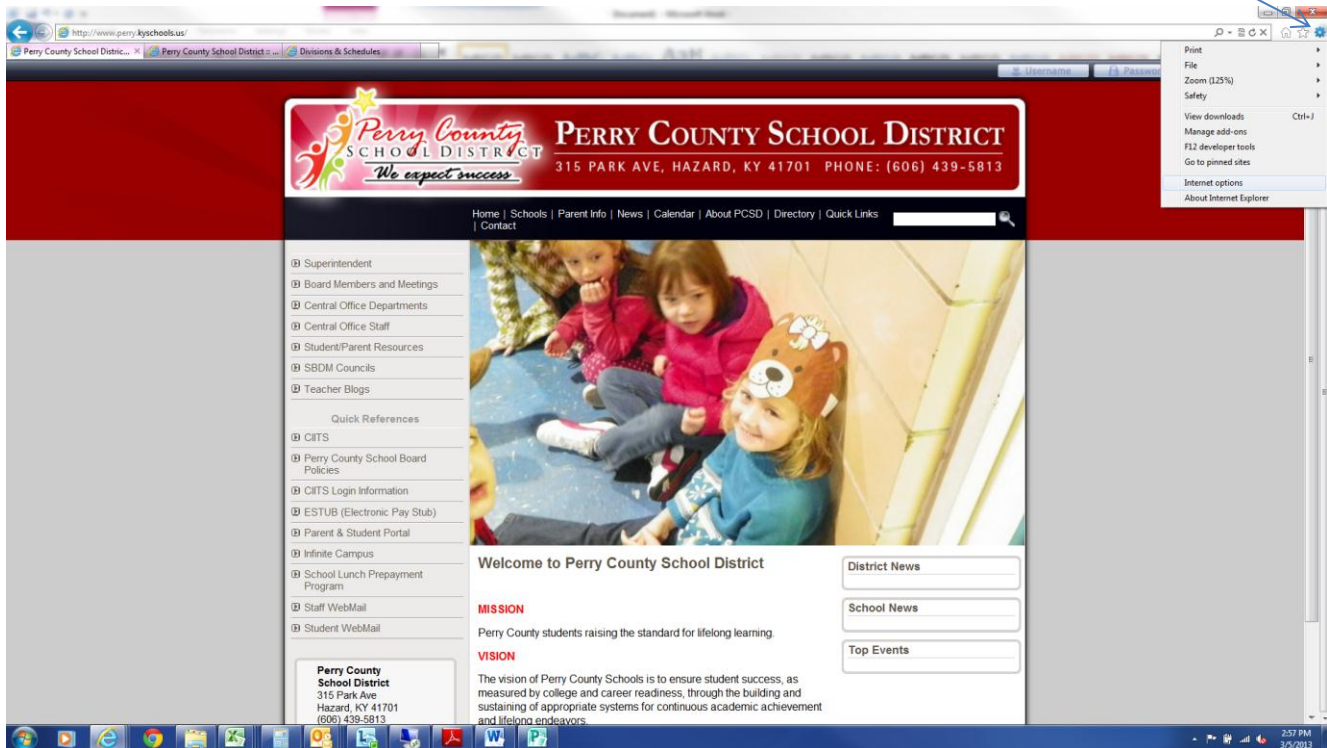 Document1 - Microsoft Word
http://www.perry.kyschools.us/
Perry County School Distric...
Perry County School District :: ...
Divisions & Schedules
Username
Passwor
Print
File
Zoom (125%)
Safety
View downloads Ctrl+J
Manage add-ons
F12 developer tools
Go to pinned sites
Internet options
About Internet Explorer
Perry County
SCHOOL DISTRICT
We expect success
PERRY COUNTY SCHOOL DISTRICT
315 PARK AVE, HAZARD, KY 41701 PHONE: (606) 439-5813
Home | Schools | Parent Info | News | Calendar | About PCSD | Directory | Quick Links
| Contact
Superintendent
Board Members and Meetings
Central Office Departments
Central Office Staff
Student/Parent Resources
SBDM Councils
Teacher Blogs
Quick References
CIITS
Perry County School Board
Policies
CIITS Login Information
ESTUB (Electronic Pay Stub)
Parent & Student Portal
Infinite Campus
School Lunch Prepayment
Program
Staff WebMail
Student WebMail
Perry County
School District
315 Park Ave
Hazard, KY 41701
(606) 439-5813
Welcome to Perry County School District
MISSION
Perry County students raising the standard for lifelong learning.
VISION
The vision of Perry County Schools is to ensure student success, as
measured by college and career readiness, through the building and
sustaining of appropriate systems for continuous academic achievement
and lifelong endeavors.
District News
School News
Top Events
2:57 PM
3/5/2013